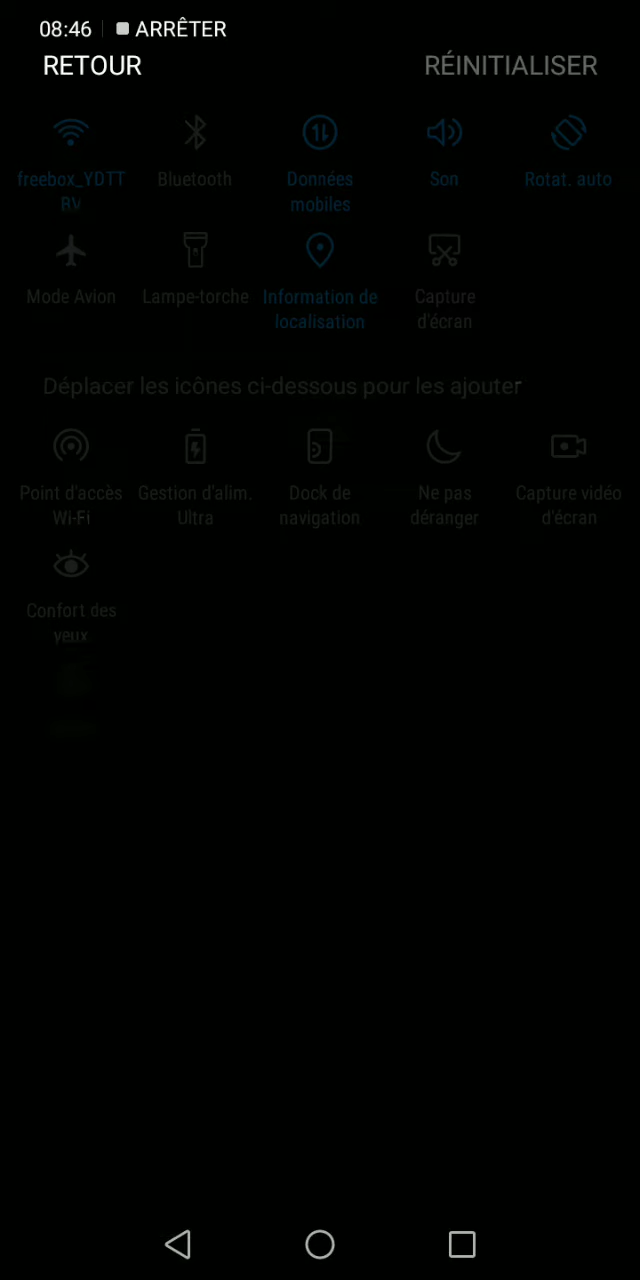 08:46 ARRÊTER
RETOUR RÉINITIALISER
freebox_YDTT Bluetooth Données Son Rotat. auto
BV mobiles
Mode Avion Lampe-torche Information de Capture
localisation d'écran
Déplacer les icônes ci-dessous pour les ajouter
Point d'accès Gestion d'alim. Dock de Ne pas Capture vidéo
Wi-Fi Ultra navigation déranger d'écran
Confort des
yeux